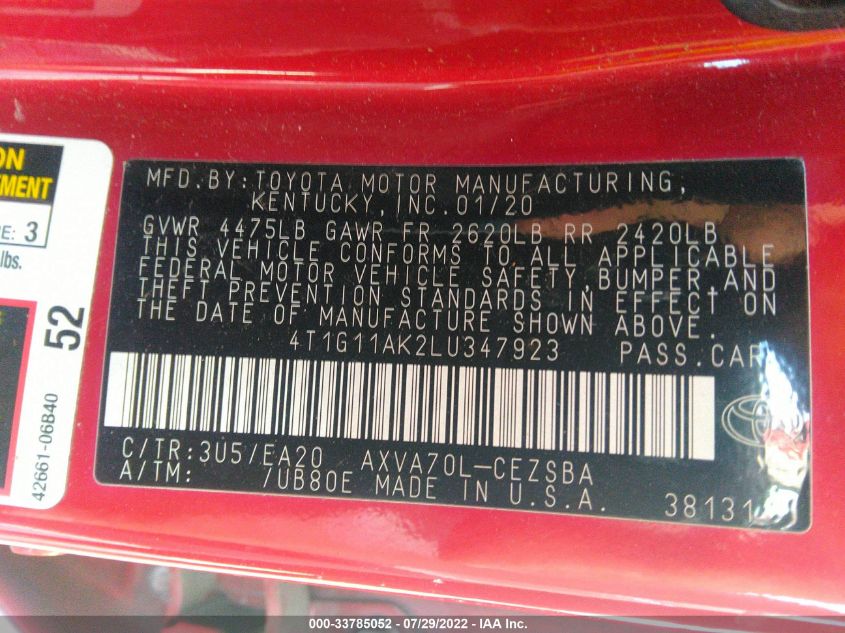 ON
EMENT
E: 3
lbs.
52
42661-06B40
MFD.BY:TOYOTA MOTOR MANUFACTURING,
KENTUCKY,INC.01/20
GVWR 4475LB GAWR FR 2620LB RR 2420LB
THIS VEHICLE CONFORMS TO ALL APPLICABLE
FEDERAL MOTOR VEHICLE SAFETY,BUMPER,AND
THEFT PREVENTION STANDARDS IN EFFECT ON
THE DATE OF MANUFACTURE SHOWN ABOVE.
4T1G11AK2LU347923 PASS.CAR
C/TR:3U5/EA20 AXVA70L-CEZSBA
A/TM: /UB80E MADE IN U.S.A.
000-33785052 / 07/29/2022 - IAA Inc.